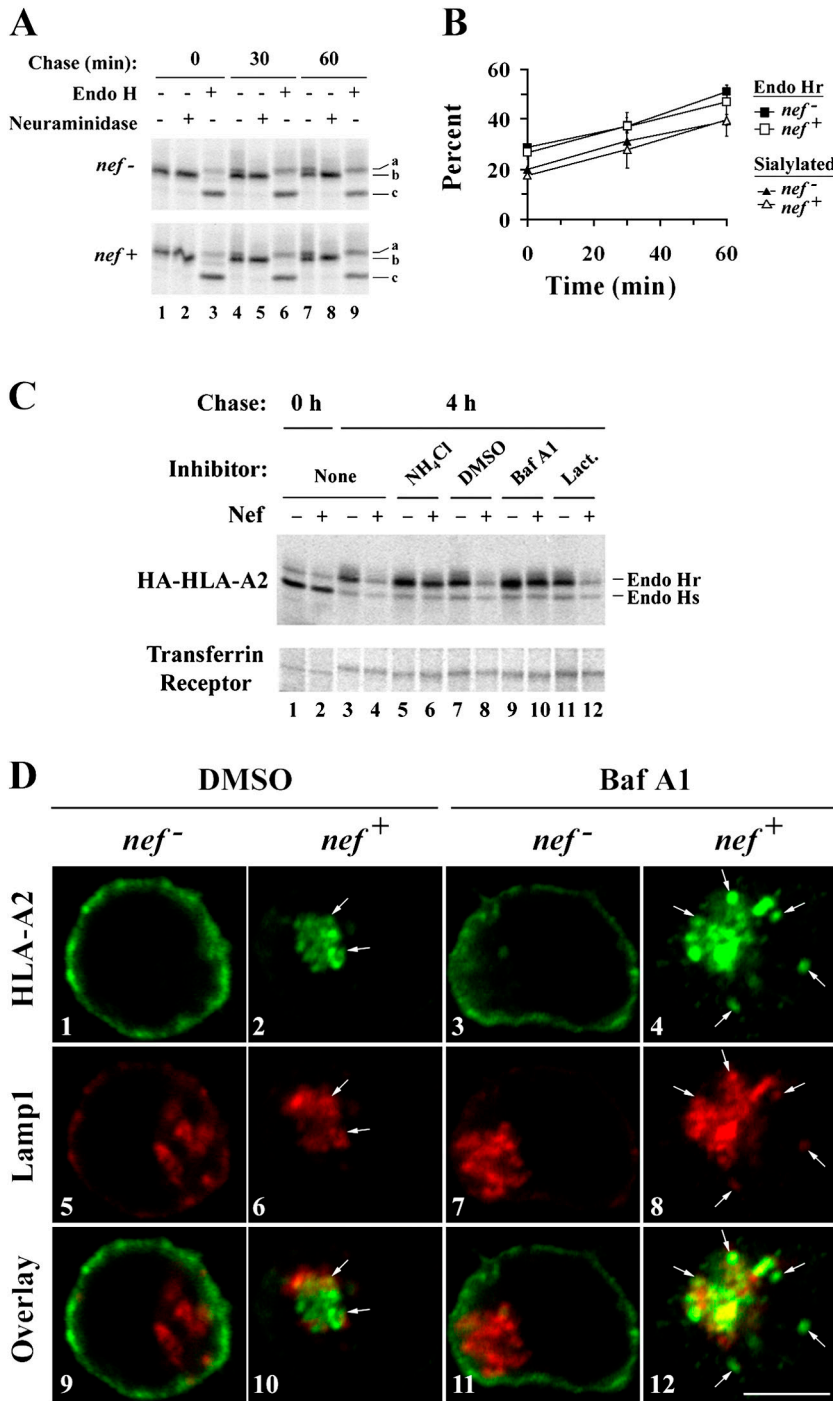 A
Chase (min): 0 30 60
Endo H - - + - - + - - +
Neuraminidase - + - - + - - + -
nef -
a
b
c
nef +
a
b
c
1 2 3 4 5 6 7 8 9
B
Percent
60
40
20
0
0 20 40 60
Time (min)
Endo Hr
nef -
nef +
Sialylated
nef -
nef +
C
Chase: 0 h 4 h
Inhibitor: None NH4Cl DMSO Baf A1 Lact.
Nef – + – + – + – + – + – +
HA-HLA-A2
Endo Hr
Endo Hs
Transferrin
Receptor
1 2 3 4 5 6 7 8 9 10 11 12
D
DMSO Baf A1
nef - nef + nef - nef +
HLA-A2
1 2 3 4
Lamp1
5 6 7 8
Overlay
9 10 11 12